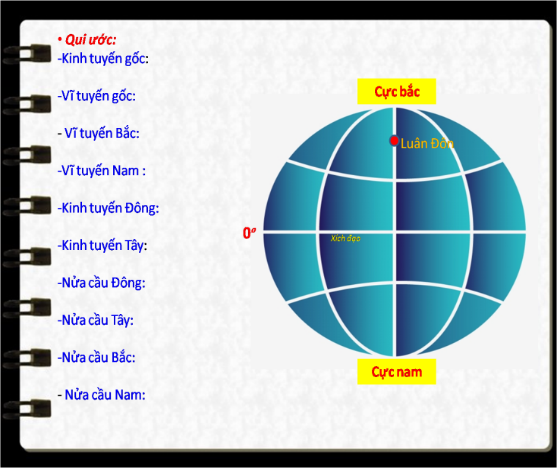 • Qui ước:
-Kinh tuyến gốc:
-Vĩ tuyến gốc:
- Vĩ tuyến Bắc:
-Vĩ tuyến Nam :
-Kinh tuyến Đông:
-Kinh tuyến Tây:
-Nửa cầu Đông:
-Nửa cầu Tây:
-Nửa cầu Bắc:
- Nửa cầu Nam:
Cực bắc
Luân Đôn
0º
Xích đạo
Cực nam